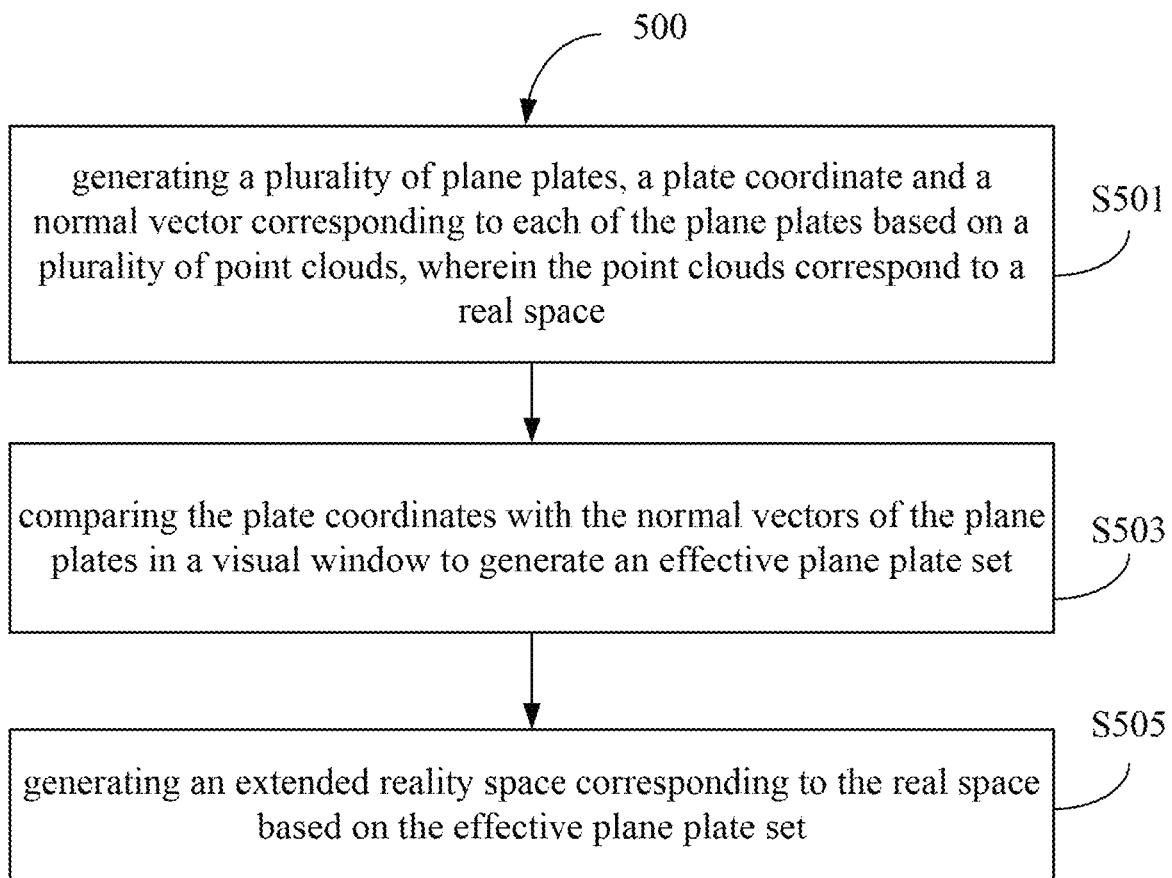 500
generating a plurality of plane plates, a plate coordinate and a
normal vector corresponding to each of the plane plates based on a
plurality of point clouds, wherein the point clouds correspond to a
real space
S501
comparing the plate coordinates with the normal vectors of the plane
plates in a visual window to generate an effective plane plate set
S503
generating an extended reality space corresponding to the real space
based on the effective plane plate set
S505